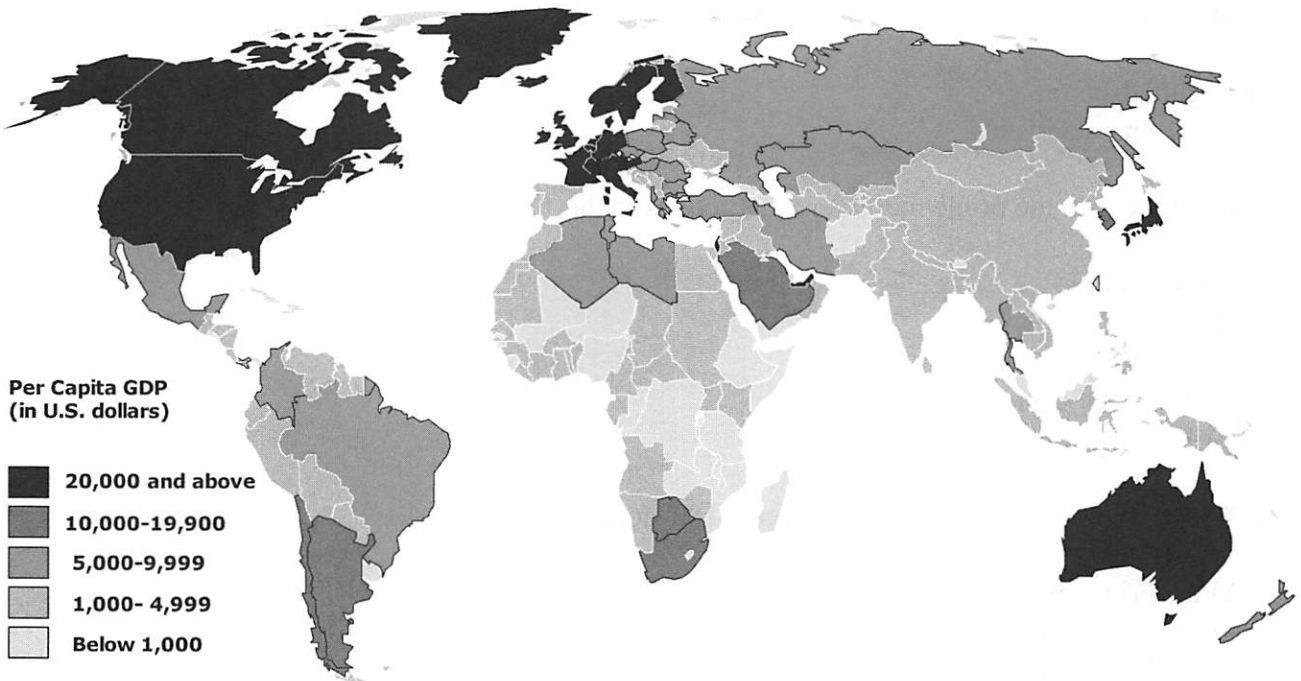 Per Capita GDP
(in U.S. dollars)
20,000 and above
10,000-19,900
5,000-9,999
1,000- 4,999
Below 1,000